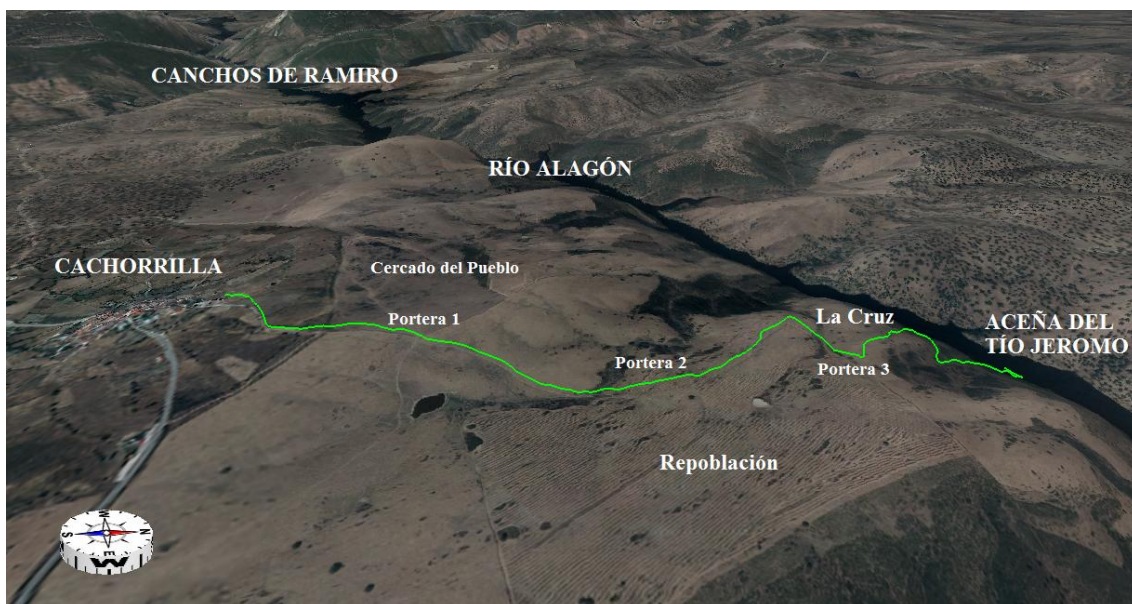 CANCHOS DE RAMIRO
RÍO ALAGÓN
CACHORRILLA
Cercado del Pueblo
Portera 1
La Cruz
ACEÑA DEL
TÍO JEROMO
Portera 2
Portera 3
Repoblación
W
S
N
E
W